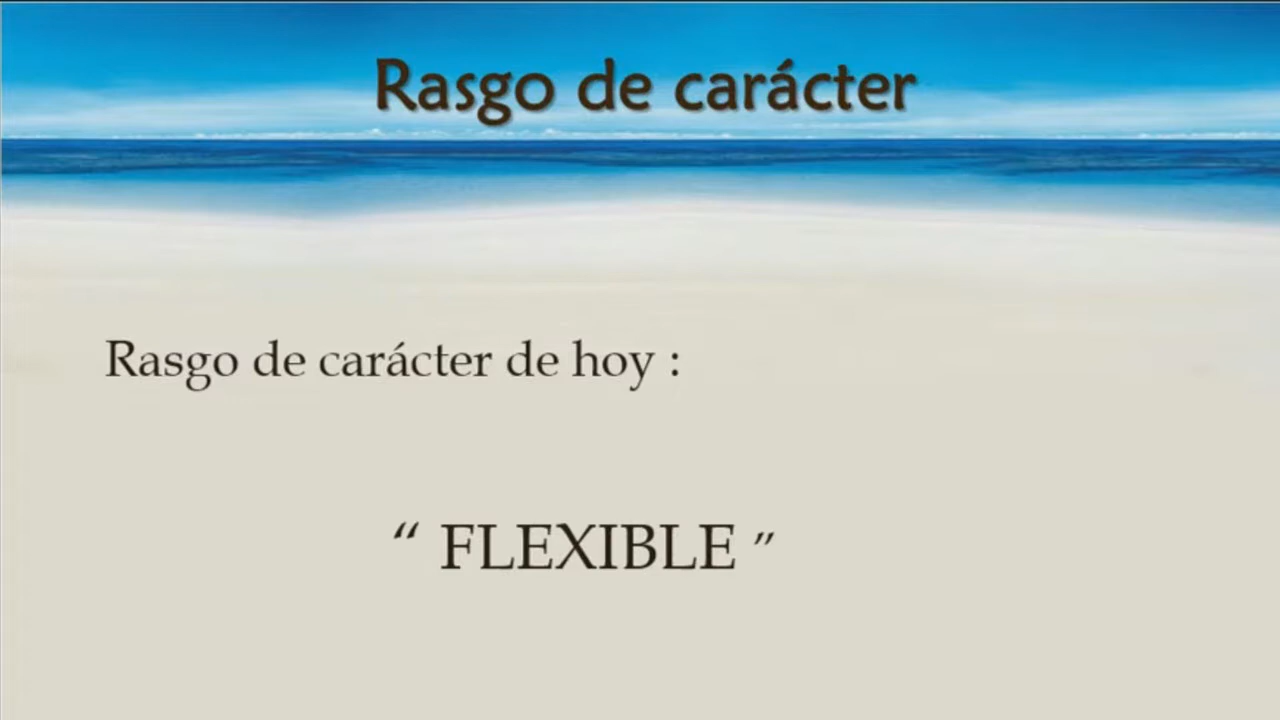 Rasgo de carácter
Rasgo de carácter de hoy :
“ FLEXIBLE ”